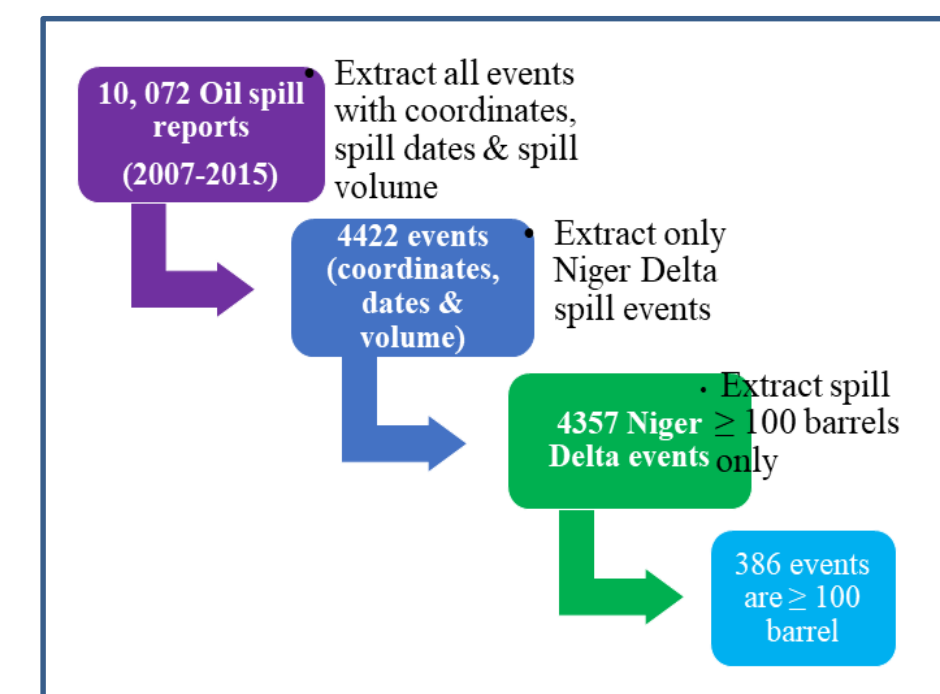 10, 072 Oil spill
reports
(2007-2015)
• Extract all events
with coordinates,
spill dates & spill
volume
4422 events
(coordinates,
dates &
volume)
• Extract only
Niger Delta
spill events
4357 Niger
Delta events
• Extract spill
≥ 100 barrels
only
386 events
are ≥ 100
barrel